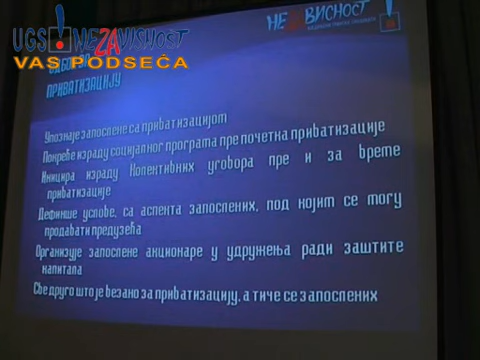 UGS! NEZAVISNOST
VAS PODSEĆA
НЕЗАВИСНОСТ
ПРИВАТИЗАЦИЈУ
Упознаје запослене са приватизацијом
Покреће израду социјалног програма пре почетка приватизације
Иницира израду Колективних уговора пре и за време
приватизације
Дефинше услове, са аспекта запослених, под којим се могу
продавати предузећа
Организује запослене акционаре у удружења ради заштите
капитала
Све друго што је везано за приватизацију, а тиче се запослених